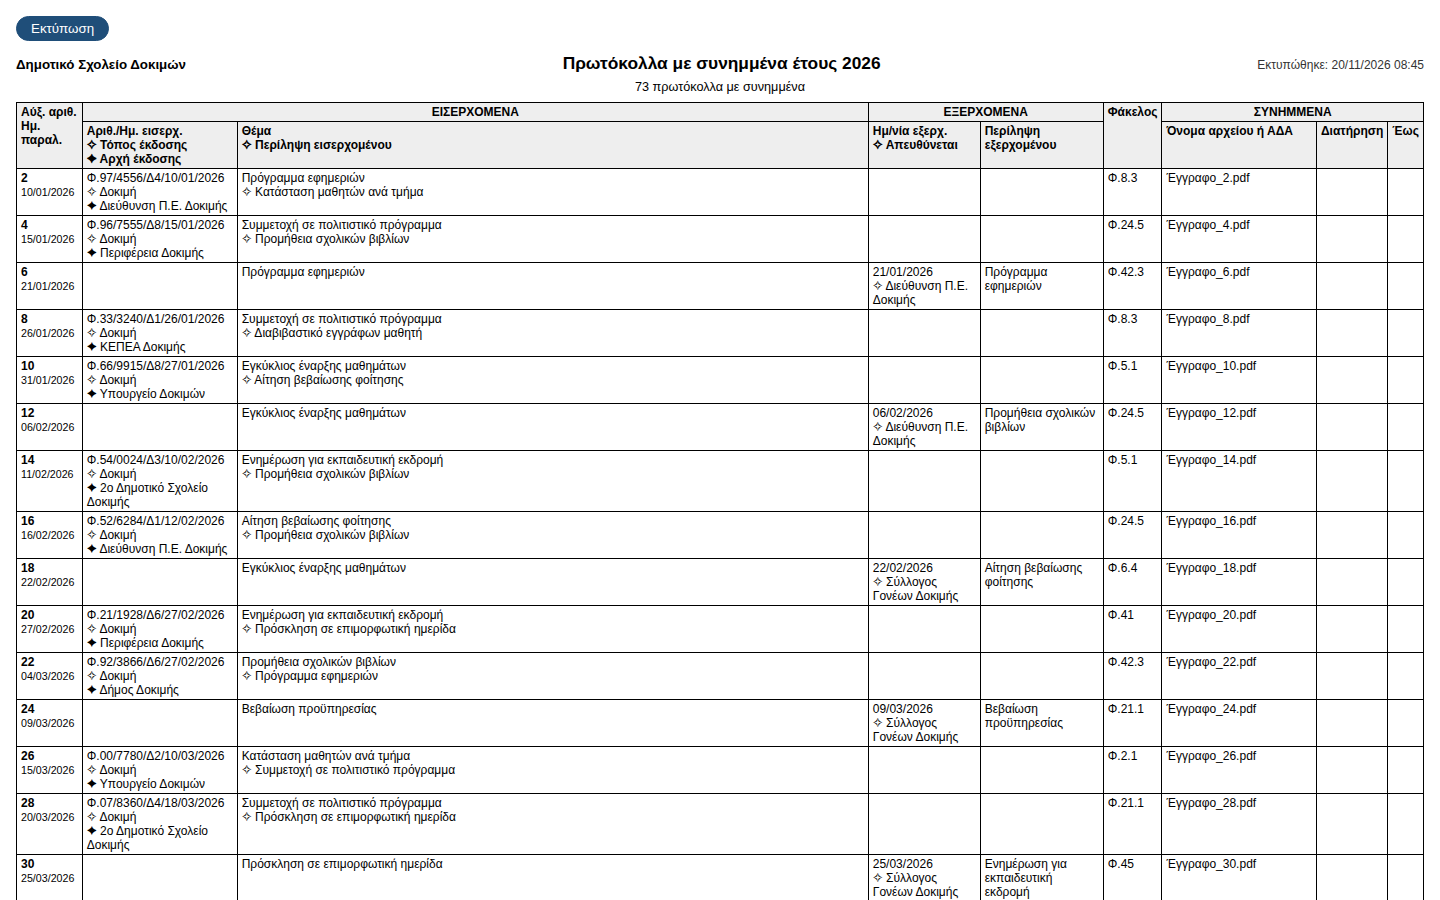 Εκτύπωση
Δημοτικό Σχολείο Δοκιμών
Πρωτόκολλα με συνημμένα έτους 2026
Εκτυπώθηκε: 20/11/2026 08:45
73 πρωτόκολλα με συνημμένα
Αύξ. αριθ.
Ημ.
παραλ.
ΕΙΣΕΡΧΟΜΕΝΑ
ΕΞΕΡΧΟΜΕΝΑ
Φάκελος
ΣΥΝΗΜΜΕΝΑ
Αριθ./Ημ. εισερχ.
✧ Τόπος έκδοσης
✦ Αρχή έκδοσης
Θέμα
✧ Περίληψη εισερχομένου
Ημ/νία εξερχ.
✧ Απευθύνεται
Περίληψη
εξερχομένου
Όνομα αρχείου ή ΑΔΑ
Διατήρηση
Έως
2
10/01/2026
Φ.97/4556/Δ4/10/01/2026
✧ Δοκιμή
✦ Διεύθυνση Π.Ε. Δοκιμής
Πρόγραμμα εφημεριών
✧ Κατάσταση μαθητών ανά τμήμα
Φ.8.3
Έγγραφο_2.pdf
4
15/01/2026
Φ.96/7555/Δ8/15/01/2026
✧ Δοκιμή
✦ Περιφέρεια Δοκιμής
Συμμετοχή σε πολιτιστικό πρόγραμμα
✧ Προμήθεια σχολικών βιβλίων
Φ.24.5
Έγγραφο_4.pdf
6
21/01/2026
Πρόγραμμα εφημεριών
21/01/2026
✧ Διεύθυνση Π.Ε.
Δοκιμής
Πρόγραμμα
εφημεριών
Φ.42.3
Έγγραφο_6.pdf
8
26/01/2026
Φ.33/3240/Δ1/26/01/2026
✧ Δοκιμή
✦ ΚΕΠΕΑ Δοκιμής
Συμμετοχή σε πολιτιστικό πρόγραμμα
✧ Διαβιβαστικό εγγράφων μαθητή
Φ.8.3
Έγγραφο_8.pdf
10
31/01/2026
Φ.66/9915/Δ8/27/01/2026
✧ Δοκιμή
✦ Υπουργείο Δοκιμών
Εγκύκλιος έναρξης μαθημάτων
✧ Αίτηση βεβαίωσης φοίτησης
Φ.5.1
Έγγραφο_10.pdf
12
06/02/2026
Εγκύκλιος έναρξης μαθημάτων
06/02/2026
✧ Διεύθυνση Π.Ε.
Δοκιμής
Προμήθεια σχολικών
βιβλίων
Φ.24.5
Έγγραφο_12.pdf
14
11/02/2026
Φ.54/0024/Δ3/10/02/2026
✧ Δοκιμή
✦ 2ο Δημοτικό Σχολείο
Δοκιμής
Ενημέρωση για εκπαιδευτική εκδρομή
✧ Προμήθεια σχολικών βιβλίων
Φ.5.1
Έγγραφο_14.pdf
16
16/02/2026
Φ.52/6284/Δ1/12/02/2026
✧ Δοκιμή
✦ Διεύθυνση Π.Ε. Δοκιμής
Αίτηση βεβαίωσης φοίτησης
✧ Προμήθεια σχολικών βιβλίων
Φ.24.5
Έγγραφο_16.pdf
18
22/02/2026
Εγκύκλιος έναρξης μαθημάτων
22/02/2026
✧ Σύλλογος
Γονέων Δοκιμής
Αίτηση βεβαίωσης
φοίτησης
Φ.6.4
Έγγραφο_18.pdf
20
27/02/2026
Φ.21/1928/Δ6/27/02/2026
✧ Δοκιμή
✦ Περιφέρεια Δοκιμής
Ενημέρωση για εκπαιδευτική εκδρομή
✧ Πρόσκληση σε επιμορφωτική ημερίδα
Φ.41
Έγγραφο_20.pdf
22
04/03/2026
Φ.92/3866/Δ6/27/02/2026
✧ Δοκιμή
✦ Δήμος Δοκιμής
Προμήθεια σχολικών βιβλίων
✧ Πρόγραμμα εφημεριών
Φ.42.3
Έγγραφο_22.pdf
24
09/03/2026
Βεβαίωση προϋπηρεσίας
09/03/2026
✧ Σύλλογος
Γονέων Δοκιμής
Βεβαίωση
προϋπηρεσίας
Φ.21.1
Έγγραφο_24.pdf
26
15/03/2026
Φ.00/7780/Δ2/10/03/2026
✧ Δοκιμή
✦ Υπουργείο Δοκιμών
Κατάσταση μαθητών ανά τμήμα
✧ Συμμετοχή σε πολιτιστικό πρόγραμμα
Φ.2.1
Έγγραφο_26.pdf
28
20/03/2026
Φ.07/8360/Δ4/18/03/2026
✧ Δοκιμή
✦ 2ο Δημοτικό Σχολείο
Δοκιμής
Συμμετοχή σε πολιτιστικό πρόγραμμα
✧ Πρόσκληση σε επιμορφωτική ημερίδα
Φ.21.1
Έγγραφο_28.pdf
30
25/03/2026
Πρόσκληση σε επιμορφωτική ημερίδα
25/03/2026
✧ Σύλλογος
Γονέων Δοκιμής
Ενημέρωση για
εκπαιδευτική
εκδρομή
Φ.45
Έγγραφο_30.pdf